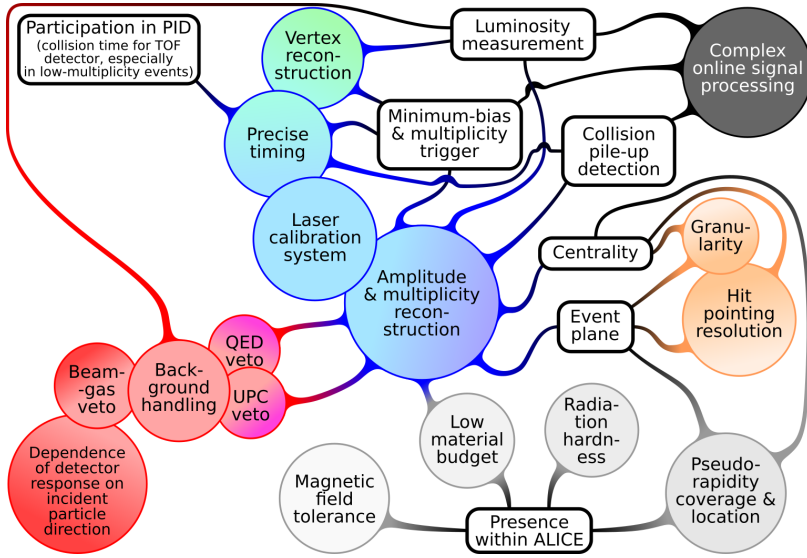 Participation in PID
(collision time for TOF
detector, especially
in low-multiplicity events)
Vertex
recon-
struction
Luminosity
measurement
Complex
online signal
processing
Precise
timing
Minimum-bias
& multiplicity
trigger
Collision
pile-up
detection
Laser
calibration
system
Amplitude
& multiplicity
recon-
struction
Centrality
Granu-
larity
Event
plane
Hit
pointing
resolution
QED
veto
Beam-
-gas
veto
Back-
ground
handling
UPC
veto
Low
material
budget
Radia-
tion
hardn-
ess
Dependence
of detector
response on
incident
particle
direction
Magnetic
field
tolerance
Presence
within ALICE
Pseudo-
rapidity
coverage &
location